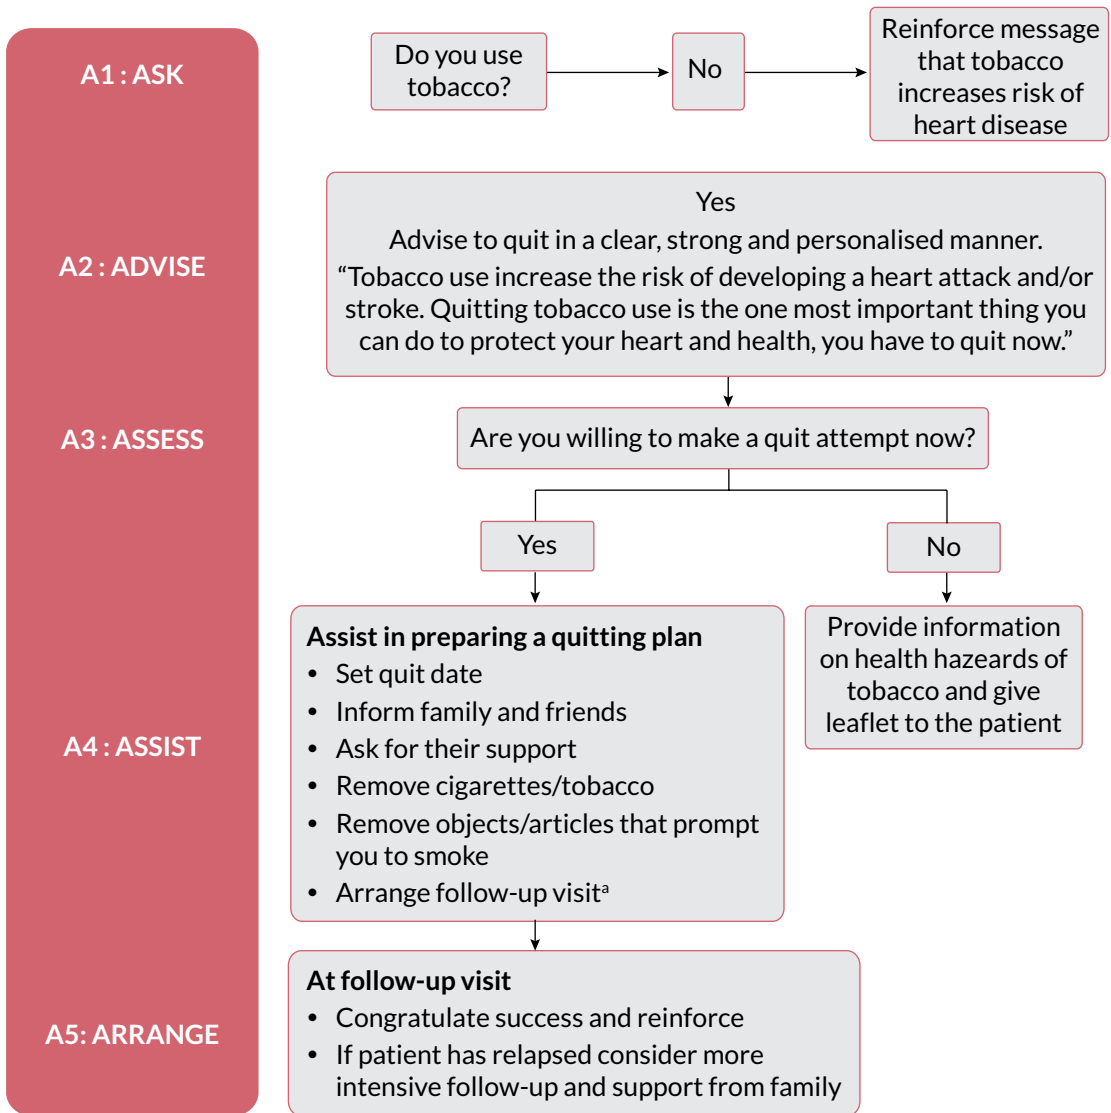 A1 : ASK
Do you use
tobacco?
No
Reinforce message
that tobacco
increases risk of
heart disease
A2 : ADVISE
Yes
Advise to quit in a clear, strong and personalised manner.
“Tobacco use increase the risk of developing a heart attack and/or
stroke. Quitting tobacco use is the one most important thing you
can do to protect your heart and health, you have to quit now.”
A3 : ASSESS
Are you willing to make a quit attempt now?
Yes
No
A4 : ASSIST
Assist in preparing a quitting plan
• Set quit date
• Inform family and friends
• Ask for their support
• Remove cigarettes/tobacco
• Remove objects/articles that prompt
you to smoke
• Arrange follow-up visitᵃ
Provide information
on health hazeards of
tobacco and give
leaflet to the patient
A5: ARRANGE
At follow-up visit
• Congratulate success and reinforce
• If patient has relapsed consider more
intensive follow-up and support from family